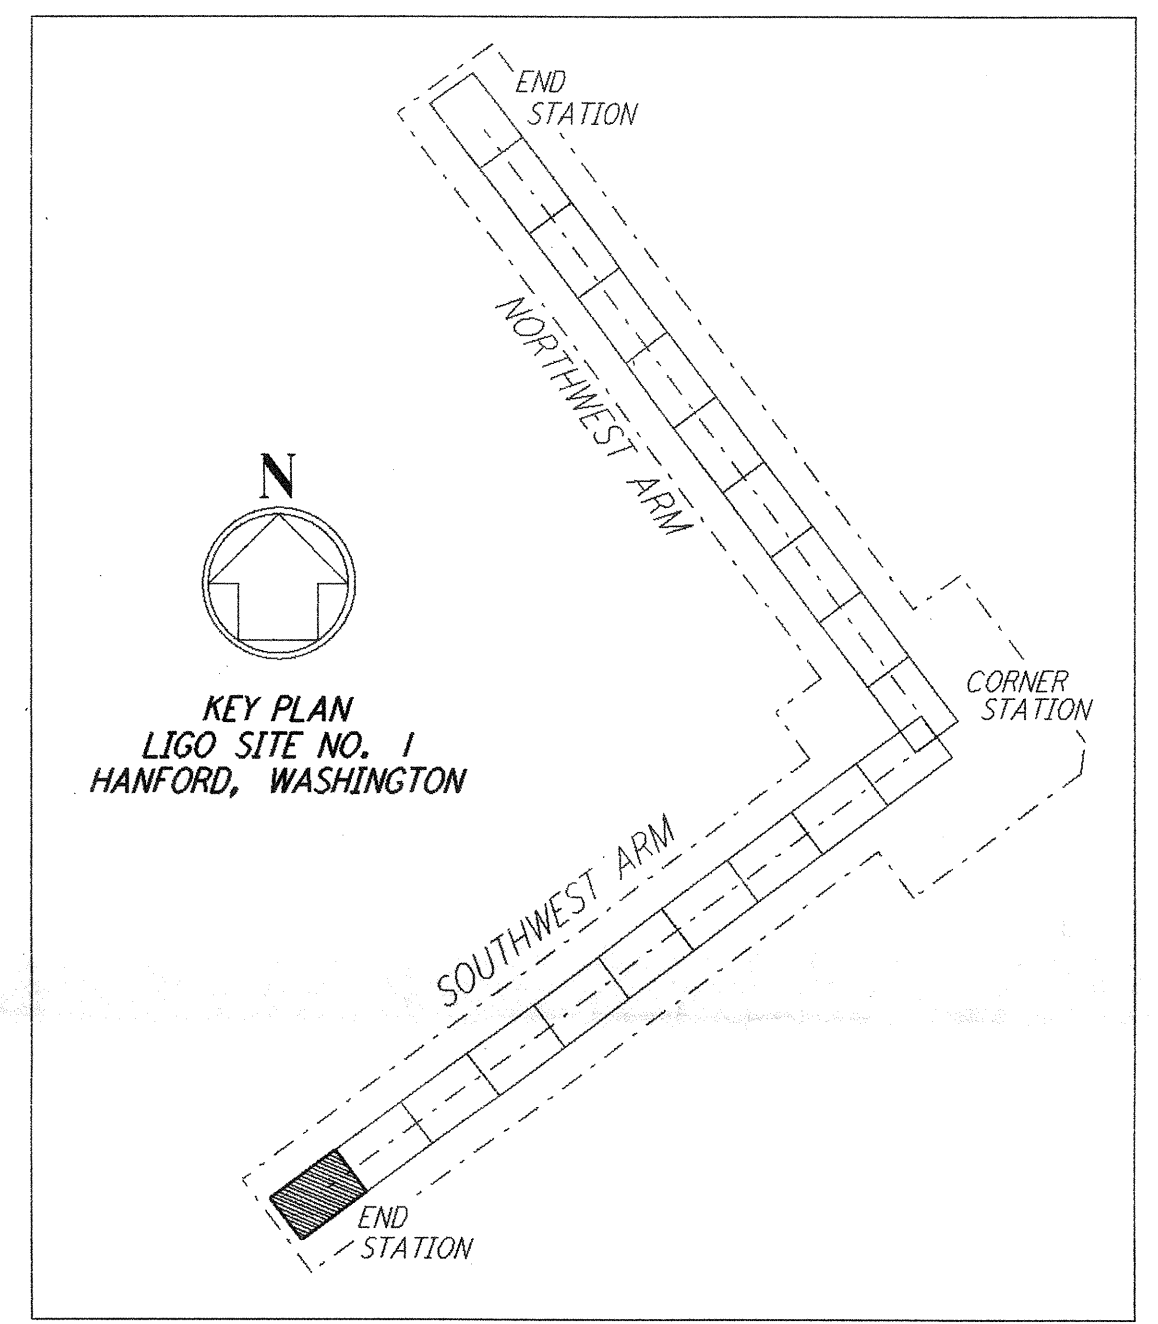 END
STATION
NORTHWEST ARM
N
CORNER
STATION
KEY PLAN
LIGO SITE NO. 1
HANFORD, WASHINGTON
SOUTHWEST ARM
END
STATION